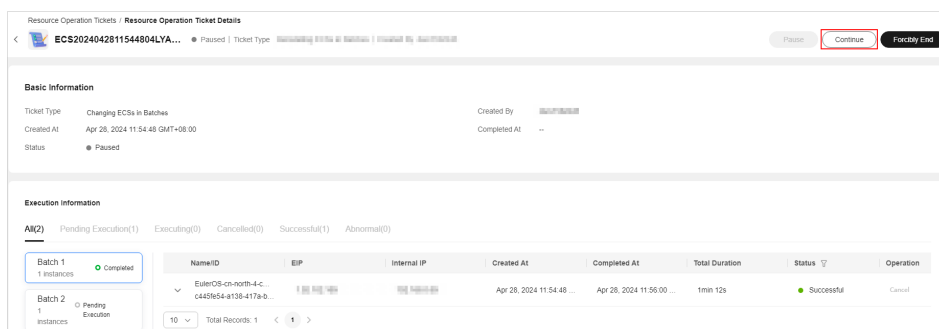 Resource Operation Tickets / Resource Operation Ticket Details
ECS2024042811544804LYA... Paused | Ticket Type
Pause Continue Forcibly End
Basic Information
Ticket Type Changing ECSs in Batches Created By
Created At Apr 28, 2024 11:54:48 GMT+08:00 Completed At --
Status Paused
Execution Information
All(2) Pending Execution(1) Executing(0) Cancelled(0) Successful(1) Abnormal(0)
Batch 1
1 instances
Completed
Batch 2
1
instances
Pending
Execution
Name/ID EIP Internal IP Created At Completed At Total Duration Status Operation
EulerOS-cn-north-4-c...
c445fe54-a138-417a-b...
Apr 28, 2024 11:54:48 ... Apr 28, 2024 11:56:00 ... 1min 12s Successful Cancel
10 Total Records: 1 < 1 >